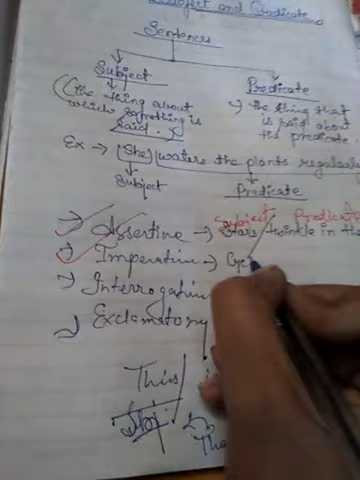 Subject and Predicate
Sentences
Subject
Predicate
(The thing about
which something is
said.
→ The thing that
is said about
the predicate.
Ex → (She) waters the plants regularly
Subject
Predicate
Subject Predicate
→ Assertive → Stars twinkle in the
→ Imperative →
→ Interrogative
→ Exclamatory
This
Subj